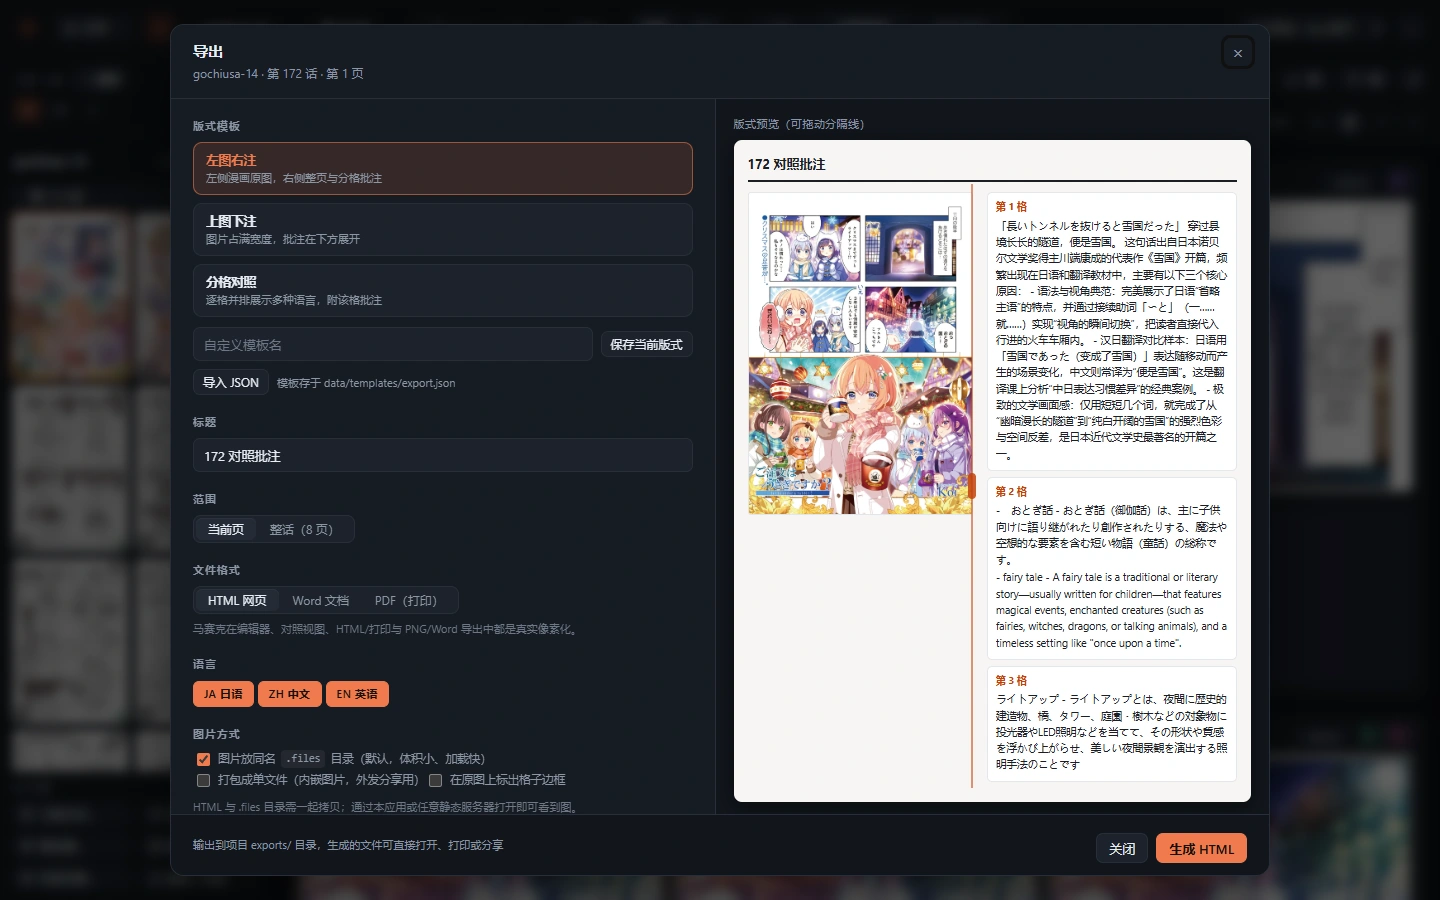 导出
gochiusa-14 · 第 172 话 · 第 1 页
×
版式模板
左图右注
左侧漫画原图，右侧整页与分格批注
上图下注
图片占满宽度，批注在下方展开
分格对照
逐格并排展示多种语言，附该格批注
自定义模板名
保存当前版式
导入 JSON
模板存于 data/templates/export.json
标题
172 对照批注
范围
当前页
整话（8 页）
文件格式
HTML 网页
Word 文档
PDF（打印）
马赛克在编辑器、对照视图、HTML/打印与 PNG/Word 导出中都是真实像素化。
语言
JA 日语
ZH 中文
EN 英语
图片方式
图片放同名 .files 目录（默认，体积小、加载快）
打包成单文件（内嵌图片，外发分享用）
在原图上标出格子边框
HTML 与 .files 目录需一起拷贝；通过本应用或任意静态服务器打开即可看到图。
输出到项目 exports/ 目录，生成的文件可直接打开、打印或分享
关闭
生成 HTML
版式预览（可拖动分隔线）
172 对照批注
ご注文は
うさぎですか?
Koi
第 1 格
「長いトンネルを抜けると雪国だった」 穿过县
境长长的隧道，便是雪国。 这句话出自日本诺贝
尔文学奖得主川端康成的代表作《雪国》开篇，频
繁出现在日语和翻译教材中，主要有以下三个核心
原因： - 语法与视角典范：完美展示了日语“省略
主语”的特点，并通过接续助词「～と」（一……
就……）实现“视角的瞬间切换”，把读者直接代入
行进的火车车厢内。 - 汉日翻译对比样本：日语用
「雪国であった（变成了雪国）」表达随移动而产
生的场景变化，中文则常译为“便是雪国”。这是翻
译课上分析“中日表达习惯差异”的经典案例。 - 极
致的文学画面感：仅用短短几个词，就完成了从
“幽暗漫长的隧道”到“纯白开阔的雪国”的强烈色彩
与空间反差，是日本近代文学史最著名的开篇之
一。
第 2 格
- おとぎ話 - おとぎ話（御伽話）は、主に子供
向けに語り継がれたり創作されたりする、魔法や
空想的な要素を含む短い物語（童話）の総称で
す。
- fairy tale - A fairy tale is a traditional or literary
story—usually written for children—that features
magical events, enchanted creatures (such as
fairies, witches, dragons, or talking animals), and a
timeless setting like "once upon a time".
第 3 格
ライトアップ - ライトアップとは、夜間に歴史的
建造物、橋、タワー、庭園・樹木などの対象物に
投光器やLED照明などを当てて、その形状や質感
を浮かび上がらせ、美しい夜間景観を演出する照
明手法のことです